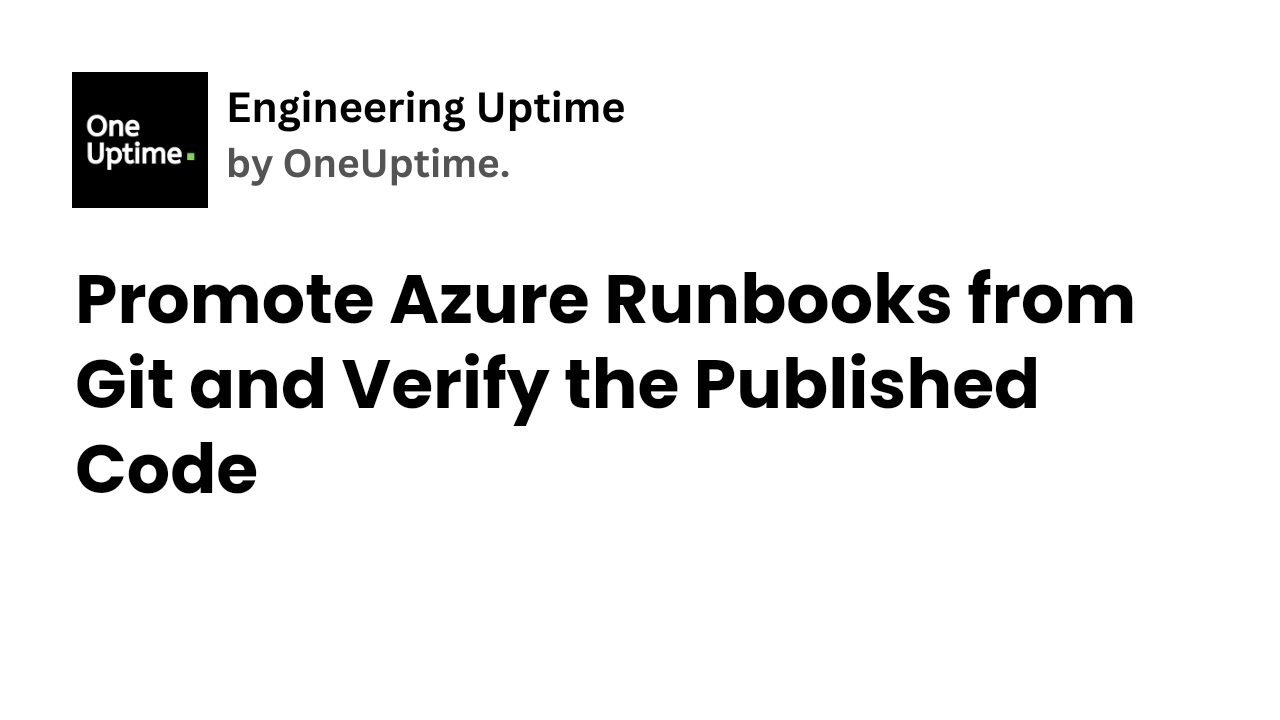 One
Uptime.
Engineering Uptime
by OneUptime.
Promote Azure Runbooks from
Git and Verify the Published
Code